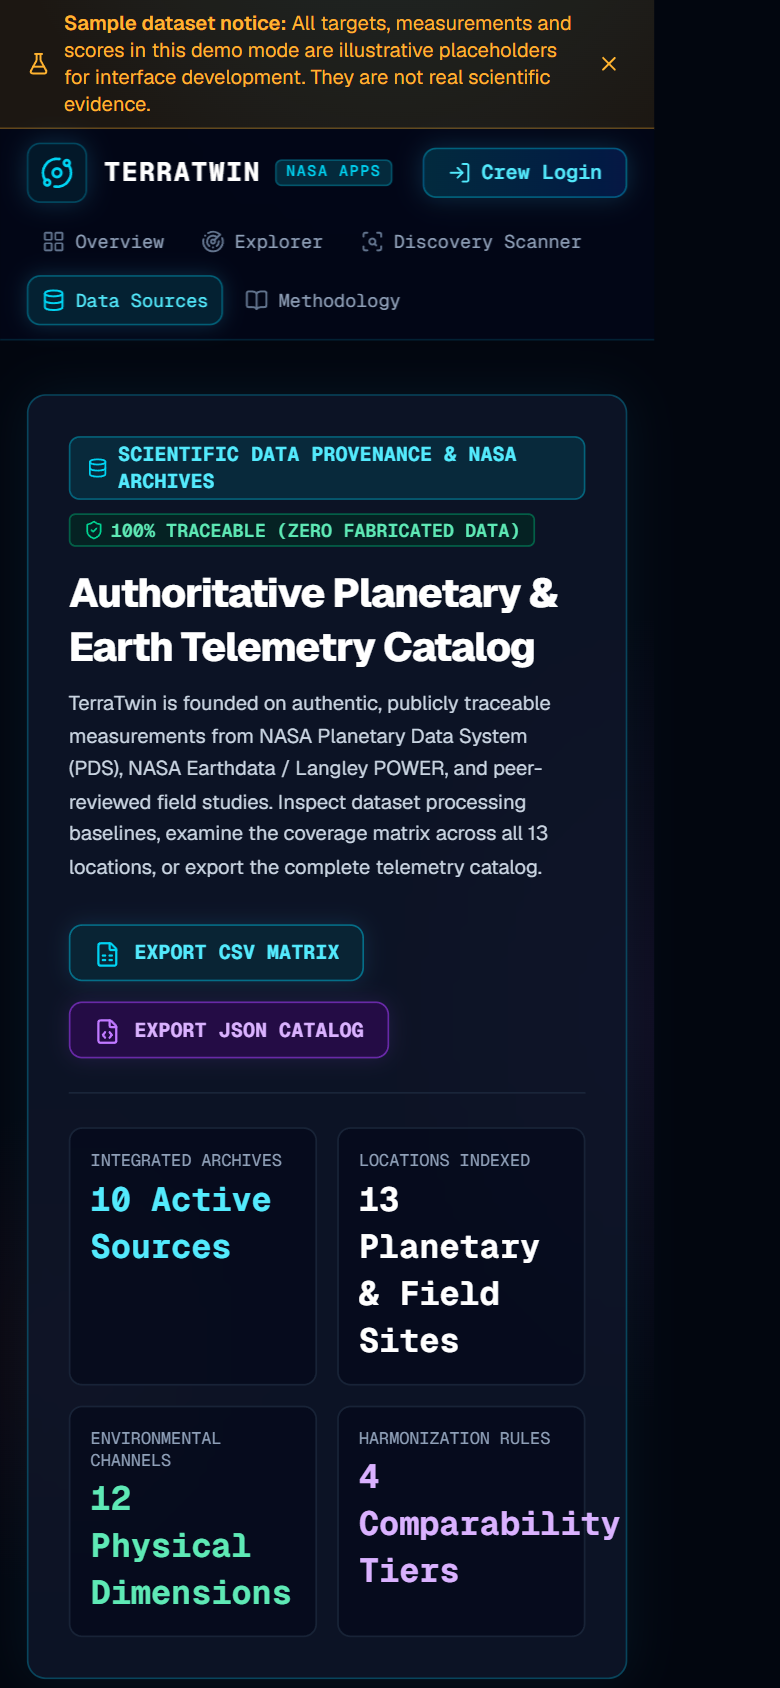 Sample dataset notice: All targets, measurements and
scores in this demo mode are illustrative placeholders
for interface development. They are not real scientific
evidence.
TERRATWIN
NASA APPS
Crew Login
Overview
Explorer
Discovery Scanner
Data Sources
Methodology
SCIENTIFIC DATA PROVENANCE & NASA
ARCHIVES
100% TRACEABLE (ZERO FABRICATED DATA)
Authoritative Planetary &
Earth Telemetry Catalog
TerraTwin is founded on authentic, publicly traceable
measurements from NASA Planetary Data System
(PDS), NASA Earthdata / Langley POWER, and peer-
reviewed field studies. Inspect dataset processing
baselines, examine the coverage matrix across all 13
locations, or export the complete telemetry catalog.
EXPORT CSV MATRIX
EXPORT JSON CATALOG
INTEGRATED ARCHIVES
10 Active
Sources
LOCATIONS INDEXED
13
Planetary
& Field
Sites
ENVIRONMENTAL
CHANNELS
12
Physical
Dimensions
HARMONIZATION RULES
4
Comparability
Tiers